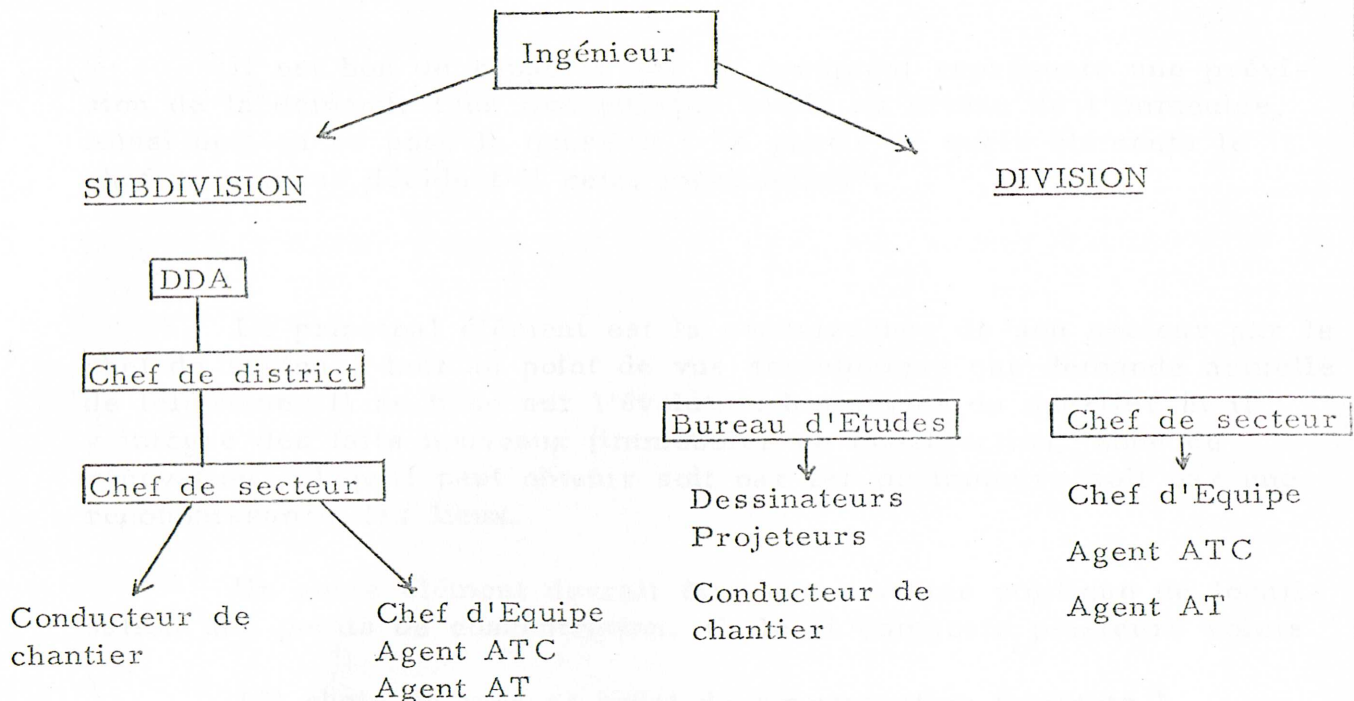 Ingénieur
SUBDIVISION
DIVISION
DDA
Chef de district
Chef de secteur
Conducteur de
chantier
Chef d'Equipe
Agent ATC
Agent AT
Bureau d'Etudes
Dessinateurs
Projeteurs
Conducteur de
chantier
Chef de secteur
Chef d'Equipe
Agent ATC
Agent AT